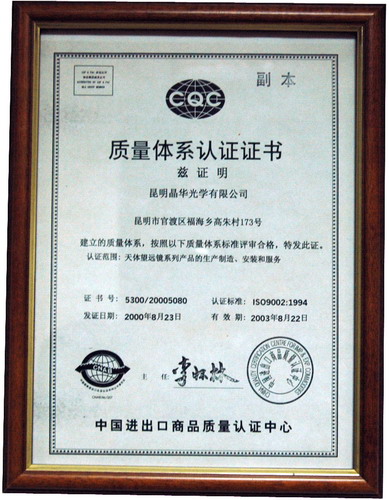 副本
CQC
质量体系认证证书
兹证明
昆明晶华光学有限公司
昆明市官渡区福海乡高朱村173号
建立的质量体系，按照以下质量体系标准评审合格，特发此证。
认证范围：天体望远镜系列产品的生产制造、安装和服务
证书号： 5300/20005080 认证标准： ISO9002:1994
发证日期： 2000年8月23日 有效期： 2003年8月22日
主任
中国进出口商品质量认证中心